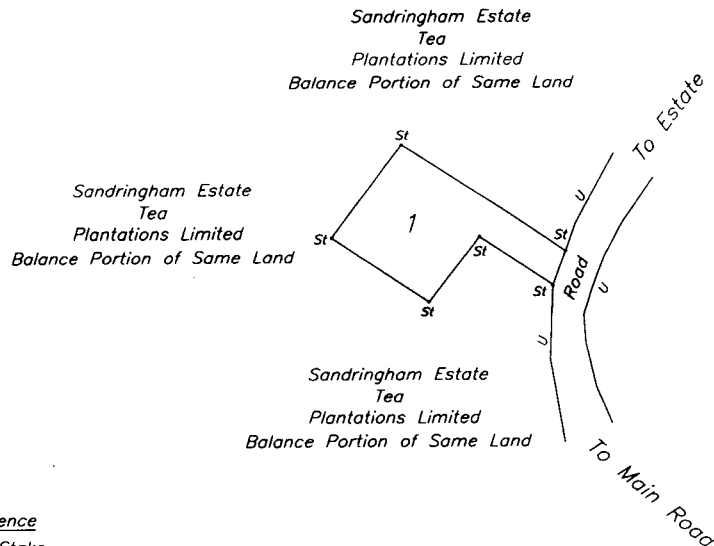 Sandringham Estate
Tea
Plantations Limited
Balance Portion of Same Land
To Estate
St
Sandringham Estate
Tea
Plantations Limited
Balance Portion of Same Land
U
1
St
St
St
St
Road
U
St
U
Sandringham Estate
Tea
Plantations Limited
Balance Portion of Same Land
To Main Road
ence
Stake